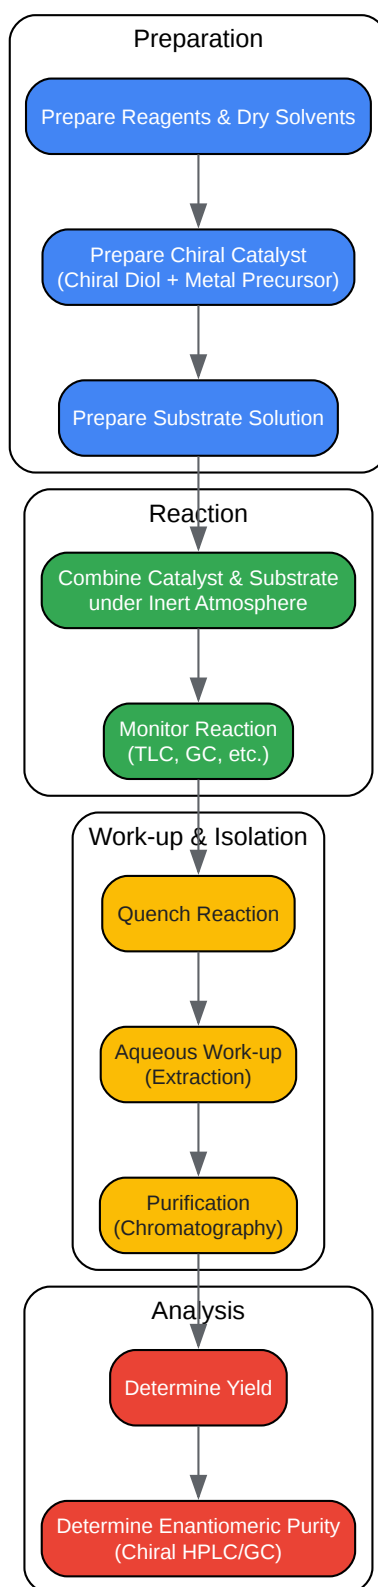 Preparation
Prepare Reagents & Dry Solvents
Prepare Chiral Catalyst
(Chiral Diol + Metal Precursor)
Prepare Substrate Solution
Reaction
Combine Catalyst & Substrate
under Inert Atmosphere
Monitor Reaction
(TLC, GC, etc.)
Work-up & Isolation
Quench Reaction
Aqueous Work-up
(Extraction)
Purification
(Chromatography)
Analysis
Determine Yield
Determine Enantiomeric Purity
(Chiral HPLC/GC)